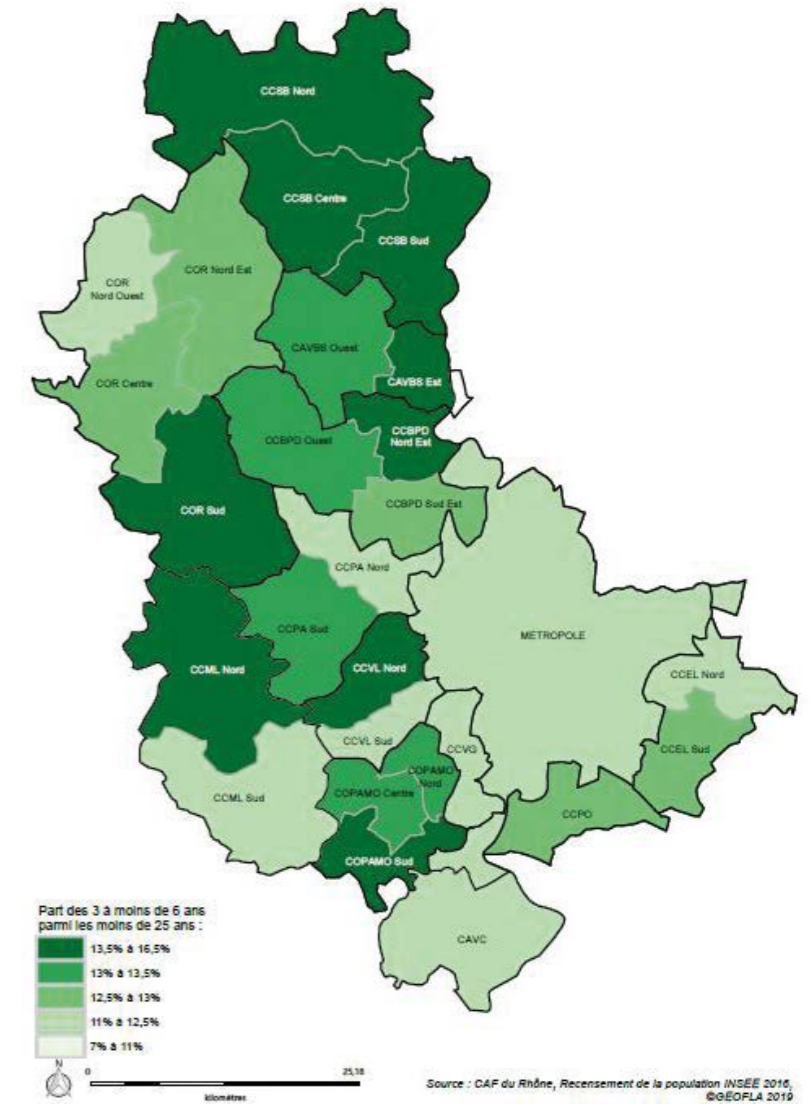 CCSB Nord
CCSB Centre
CCSB Sud
COR Nord Est
COR
Nord Ouest
CAVBS Ouest
COR Centre
CAVBS Est
CCBPD
Nord Est
CCBPD Ouest
CCBPD Sud Est
COR Sud
CCPA Nord
CCPA Sud
METROPOLE
CCML Nord
CCVL Nord
CCEL Nord
CCVL Sud
CCVG
CCEL Sud
COPAMO
Nord
COPAMO Centre
CCML Sud
CCPO
COPAMO Sud
CAVC
Part des 3 à moins de 6 ans
parmi les moins de 25 ans :
13,5% à 16,5%
13% à 13,5%
12,5% à 13%
11% à 12,5%
7% à 11%
N
0
25,18
kilomètres
Source : CAF du Rhône, Recensement de la population INSEE 2016,
©GEOFLA 2019